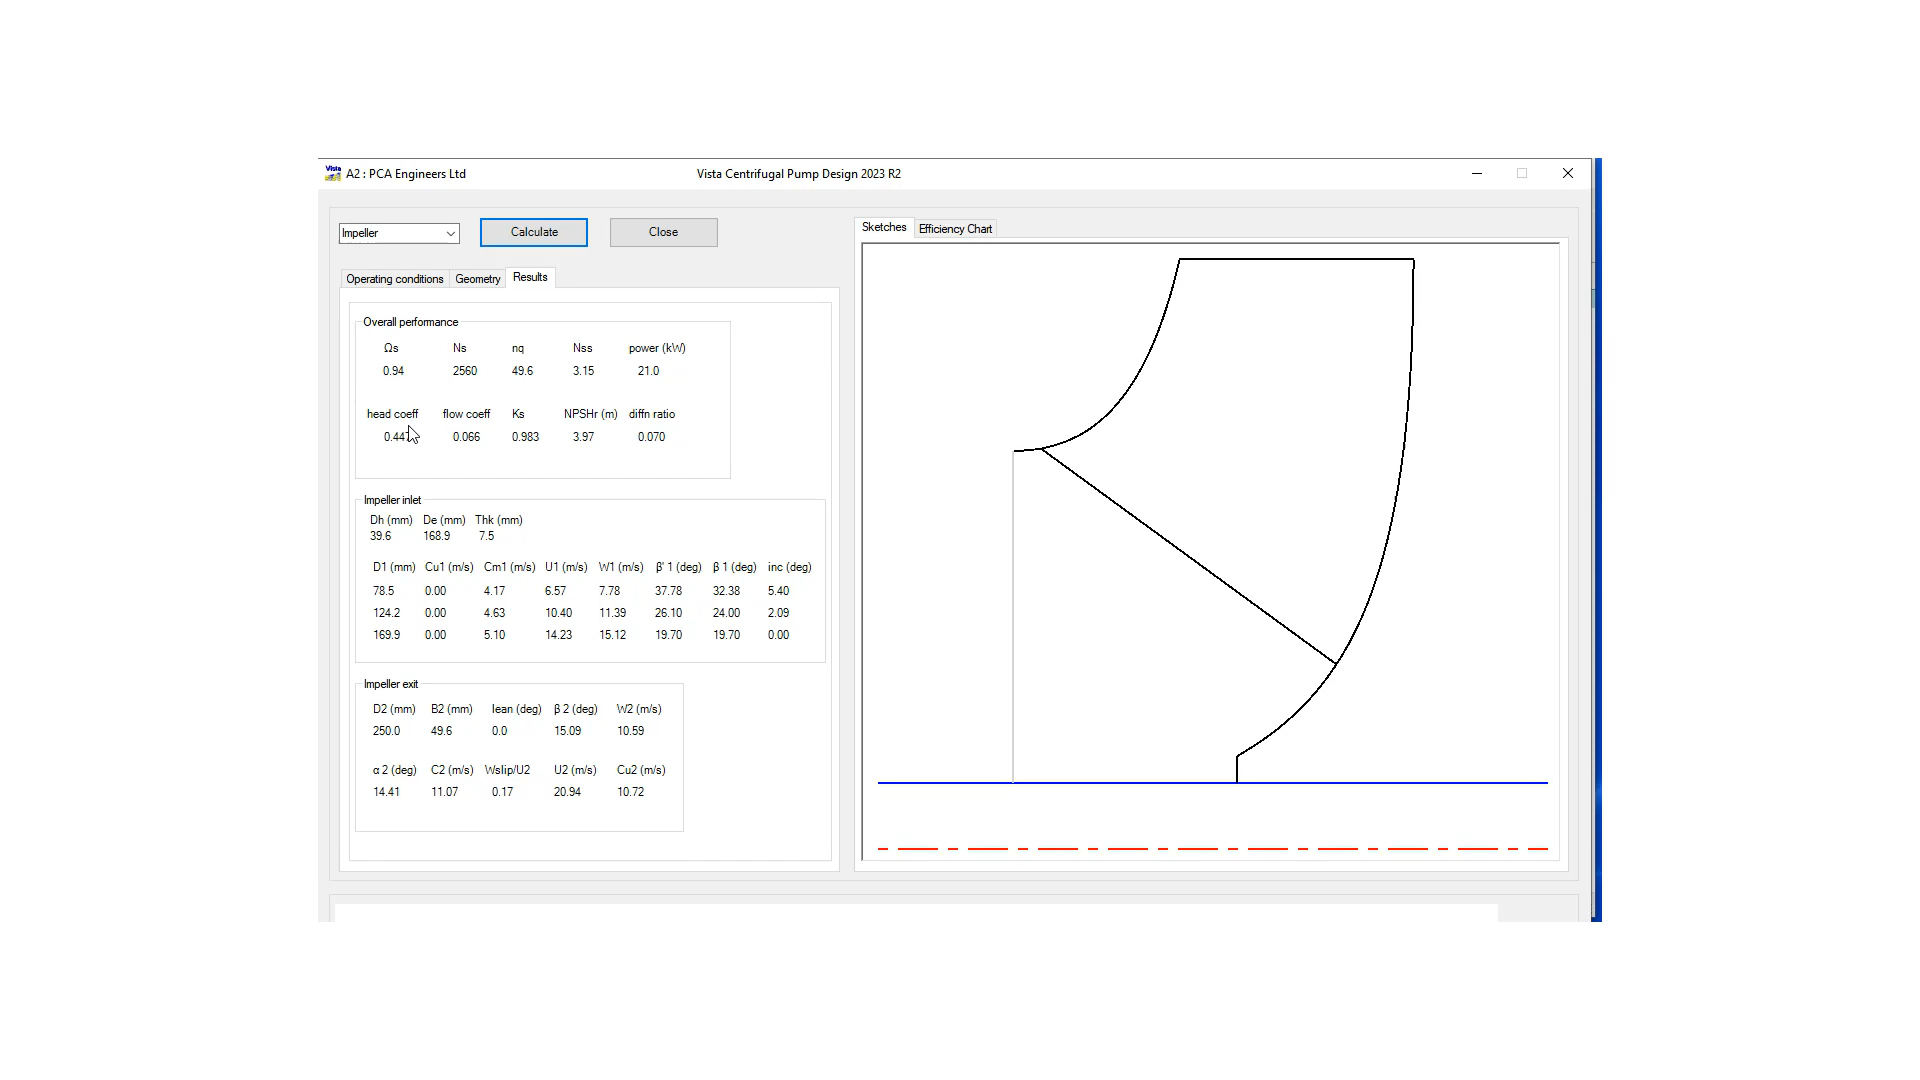 Vista A2 : PCA Engineers Ltd Vista Centrifugal Pump Design 2023 R2
Impeller Calculate Close
Operating conditions Geometry Results
Overall performance
Ωs Ns nq Nss power (kW)
0.94 2560 49.6 3.15 21.0
head coeff flow coeff Ks NPSHr (m) diffn ratio
0.066 0.983 3.97 0.070
Impeller inlet
Dh (mm) De (mm) Thk (mm)
39.6 168.9 7.5
D1 (mm) Cu1 (m/s) Cm1 (m/s) U1 (m/s) W1 (m/s) β' 1 (deg) β 1 (deg) inc (deg)
78.5 0.00 4.17 6.57 7.78 37.78 32.38 5.40
124.2 0.00 4.63 10.40 11.39 26.10 24.00 2.09
169.9 0.00 5.10 14.23 15.12 19.70 19.70 0.00
Impeller exit
D2 (mm) B2 (mm) lean (deg) β 2 (deg) W2 (m/s)
250.0 49.6 0.0 15.09 10.59
α 2 (deg) C2 (m/s) Wslip/U2 U2 (m/s) Cu2 (m/s)
14.41 11.07 0.17 20.94 10.72
Sketches Efficiency Chart